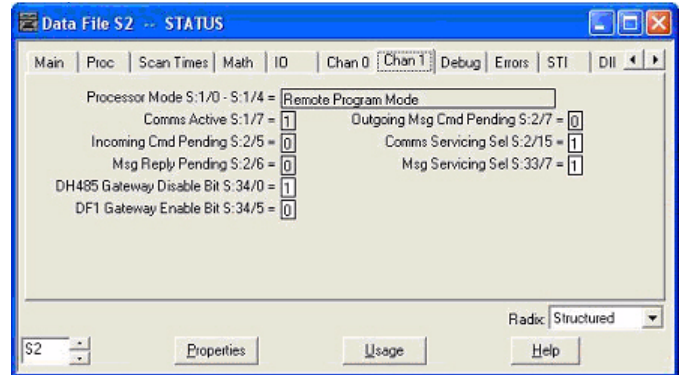 Data File S2 -- STATUS
Main Proc Scan Times Math IO Chan 0 Chan 1 Debug Errors STI DII
Processor Mode S:1/0 - S:1/4 = Remote Program Mode
Comms Active S:1/7 = 1 Outgoing Msg Cmd Pending S:2/7 = 0
Incoming Cmd Pending S:2/5 = 0 Comms Servicing Sel S:2/15 = 1
Msg Reply Pending S:2/6 = 0 Msg Servicing Sel S:33/7 = 1
DH485 Gateway Disable Bit S:34/0 = 1
DF1 Gateway Enable Bit S:34/5 = 0
Radix: Structured
S2 Properties Usage Help